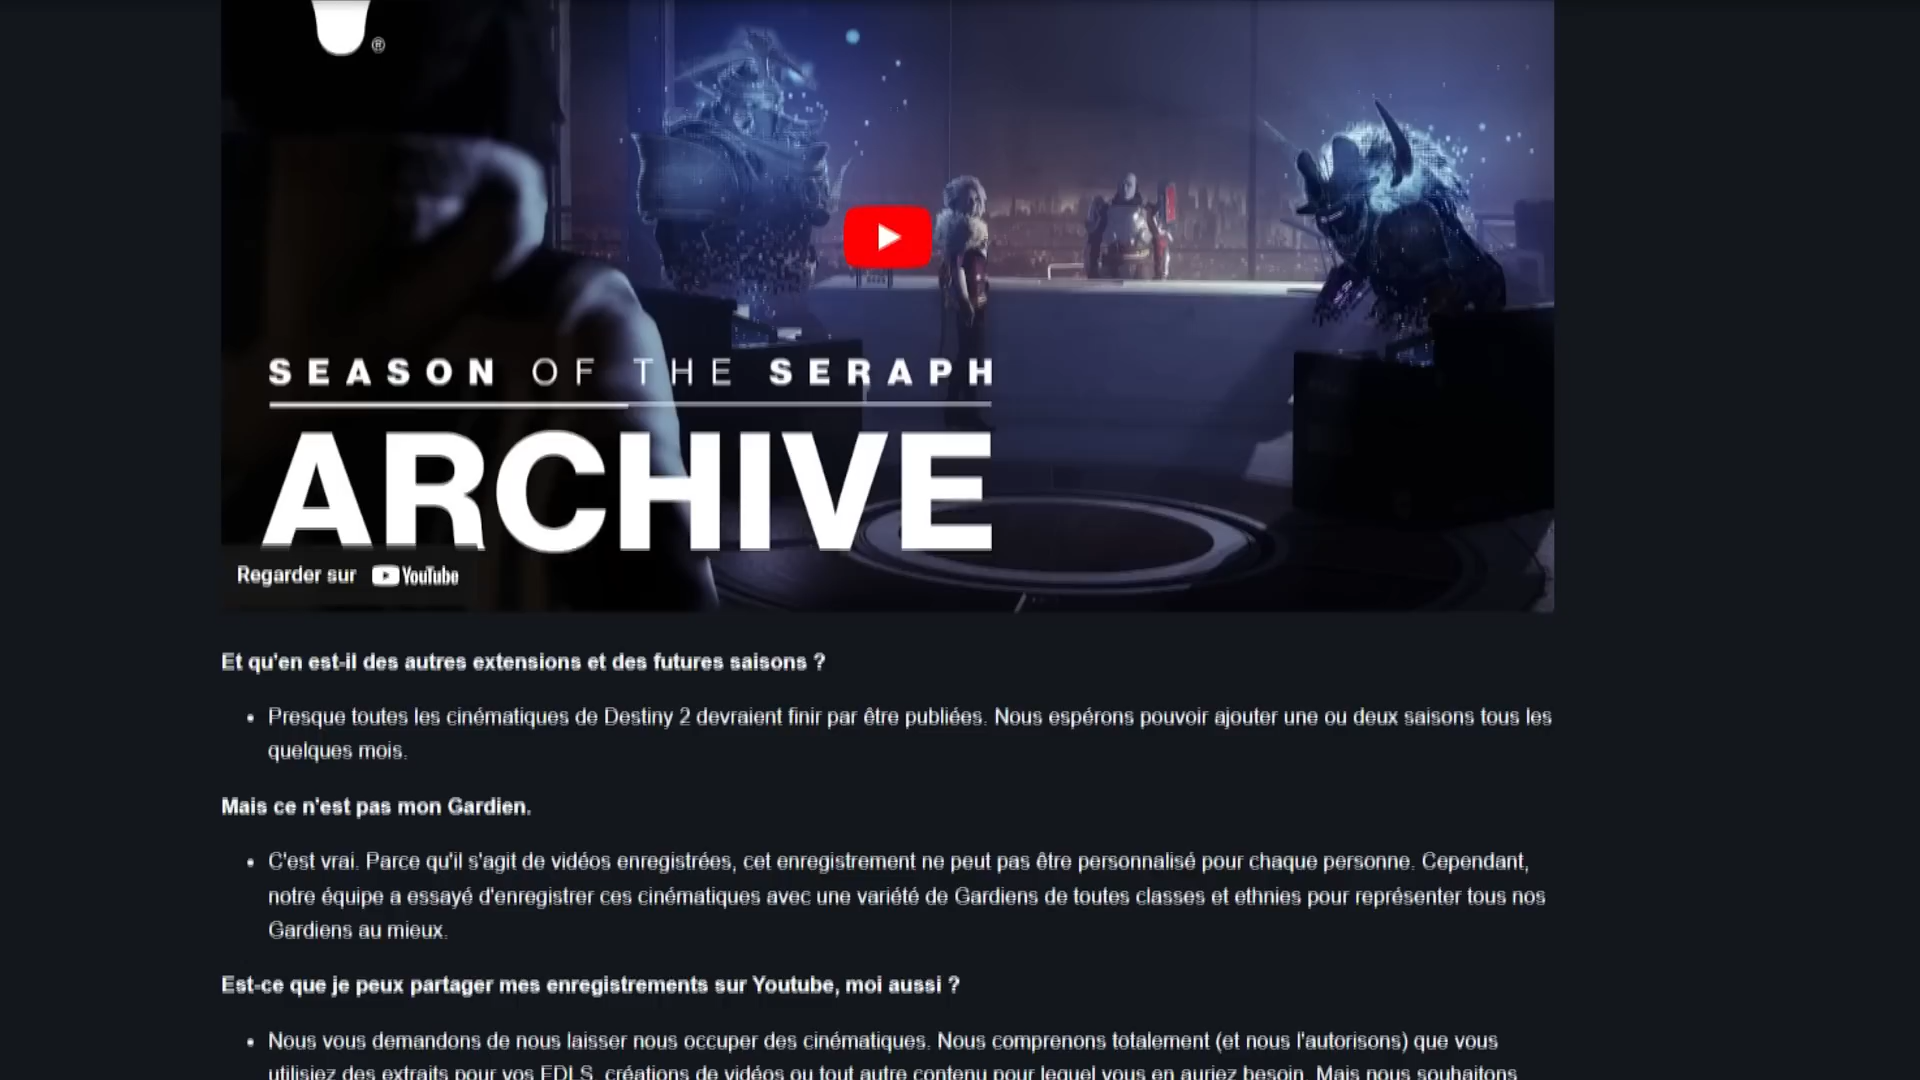 ®
SEASON OF THE SERAPH
ARCHIVE
Regarder sur YouTube
Et qu'en est-il des autres extensions et des futures saisons ?
• Presque toutes les cinématiques de Destiny 2 devraient finir par être publiées. Nous espérons pouvoir ajouter une ou deux saisons tous les
quelques mois.
Mais ce n'est pas mon Gardien.
• C'est vrai. Parce qu'il s'agit de vidéos enregistrées, cet enregistrement ne peut pas être personnalisé pour chaque personne. Cependant,
notre équipe a essayé d'enregistrer ces cinématiques avec une variété de Gardiens de toutes classes et ethnies pour représenter tous nos
Gardiens au mieux.
Est-ce que je peux partager mes enregistrements sur Youtube, moi aussi ?
• Nous vous demandons de nous laisser nous occuper des cinématiques. Nous comprenons totalement (et nous l'autorisons) que vous
utilisiez des extraits pour vos EDLS, créations de vidéos ou tout autre contenu pour lequel vous en auriez besoin. Mais nous souhaitons